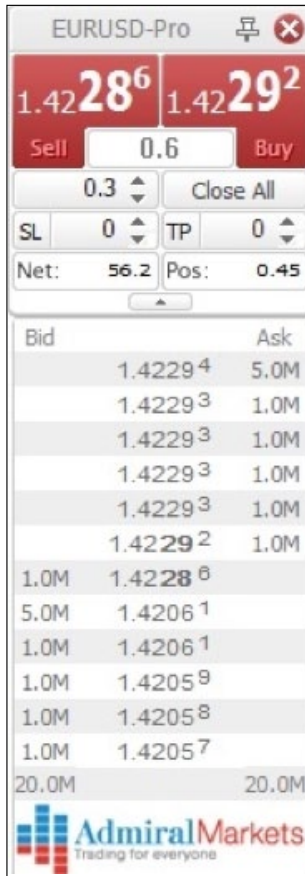 EURUSD-Pro
1.42286 1.42292
Sell 0.6 Buy
0.3 Close All
SL 0 TP 0
Net: 56.2 Pos: 0.45
Bid Ask
1.42294 5.0M
1.42293 1.0M
1.42293 1.0M
1.42293 1.0M
1.42293 1.0M
1.42292 1.0M
1.0M 1.42286
5.0M 1.42061
1.0M 1.42061
1.0M 1.42059
1.0M 1.42058
1.0M 1.42057
20.0M 20.0M
AdmiralMarkets
Trading for everyone